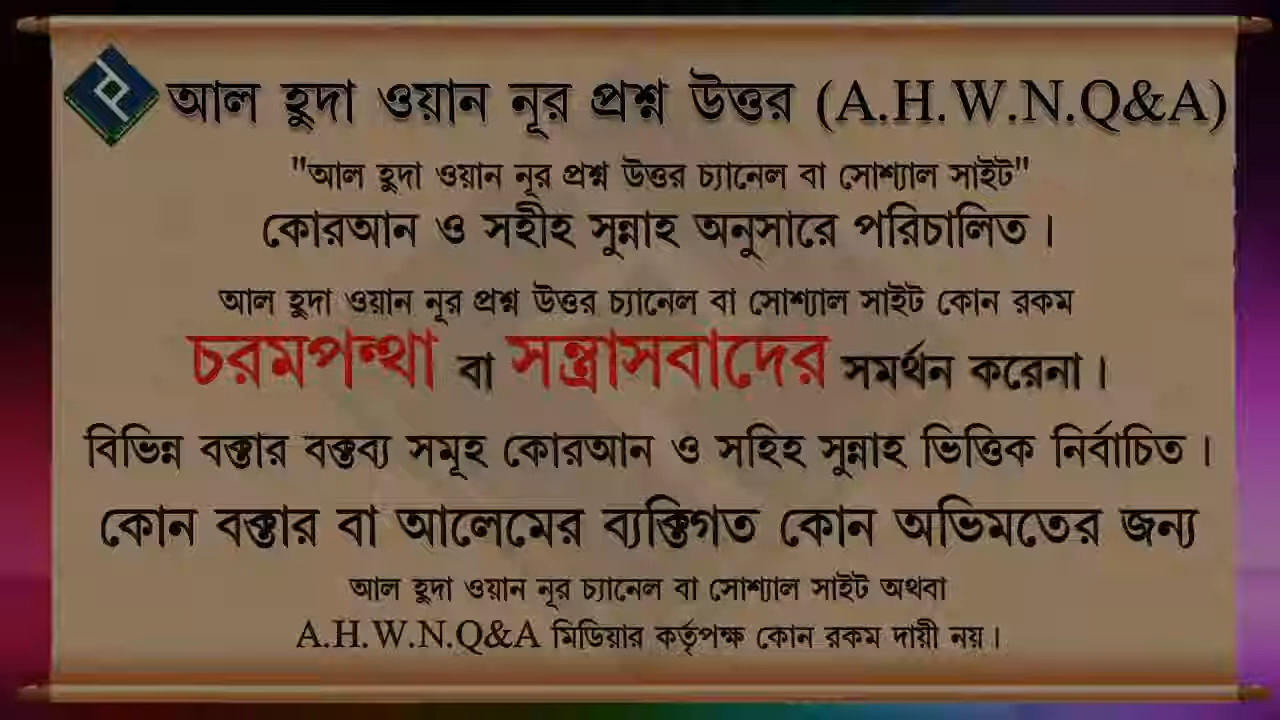 আল হুদা ওয়ান নূর প্রশ্ন উত্তর (A.H.W.N.Q&A)
"আল হুদা ওয়ান নূর প্রশ্ন উত্তর চ্যানেল বা সোশ্যাল সাইট"
কোরআন ও সহীহ সুন্নাহ অনুসারে পরিচালিত।
আল হুদা ওয়ান নূর প্রশ্ন উত্তর চ্যানেল বা সোশ্যাল সাইট কোন রকম
চরমপন্থা বা সন্ত্রাসবাদের সমর্থন করেনা।
বিভিন্ন বক্তার বক্তব্য সমূহ কোরআন ও সহিহ সুন্নাহ ভিত্তিক নির্বাচিত।
কোন বক্তার বা আলেমের ব্যক্তিগত কোন অভিমতের জন্য
আল হুদা ওয়ান নূর চ্যানেল বা সোশ্যাল সাইট অথবা
A.H.W.N.Q&A মিডিয়ার কর্তৃপক্ষ কোন রকম দায়ী নয়।